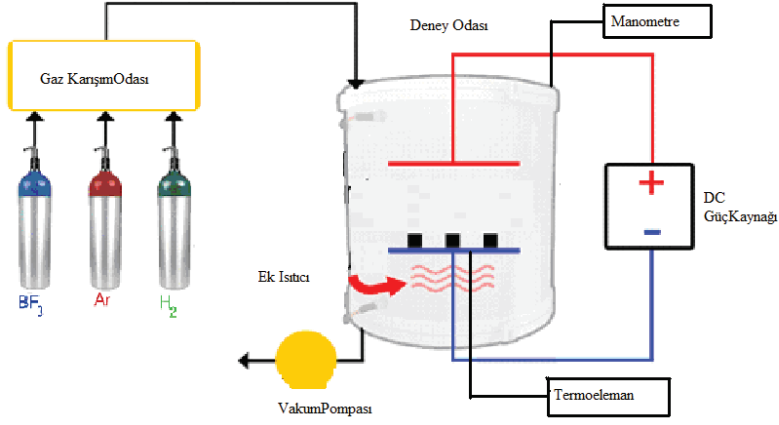 Deney Odası
Manometre
Gaz KarışımOdası
+
-
DC
GüçKaynağı
BF3
Ar
H2
Ek Isıtıcı
VakumPompası
Termoeleman